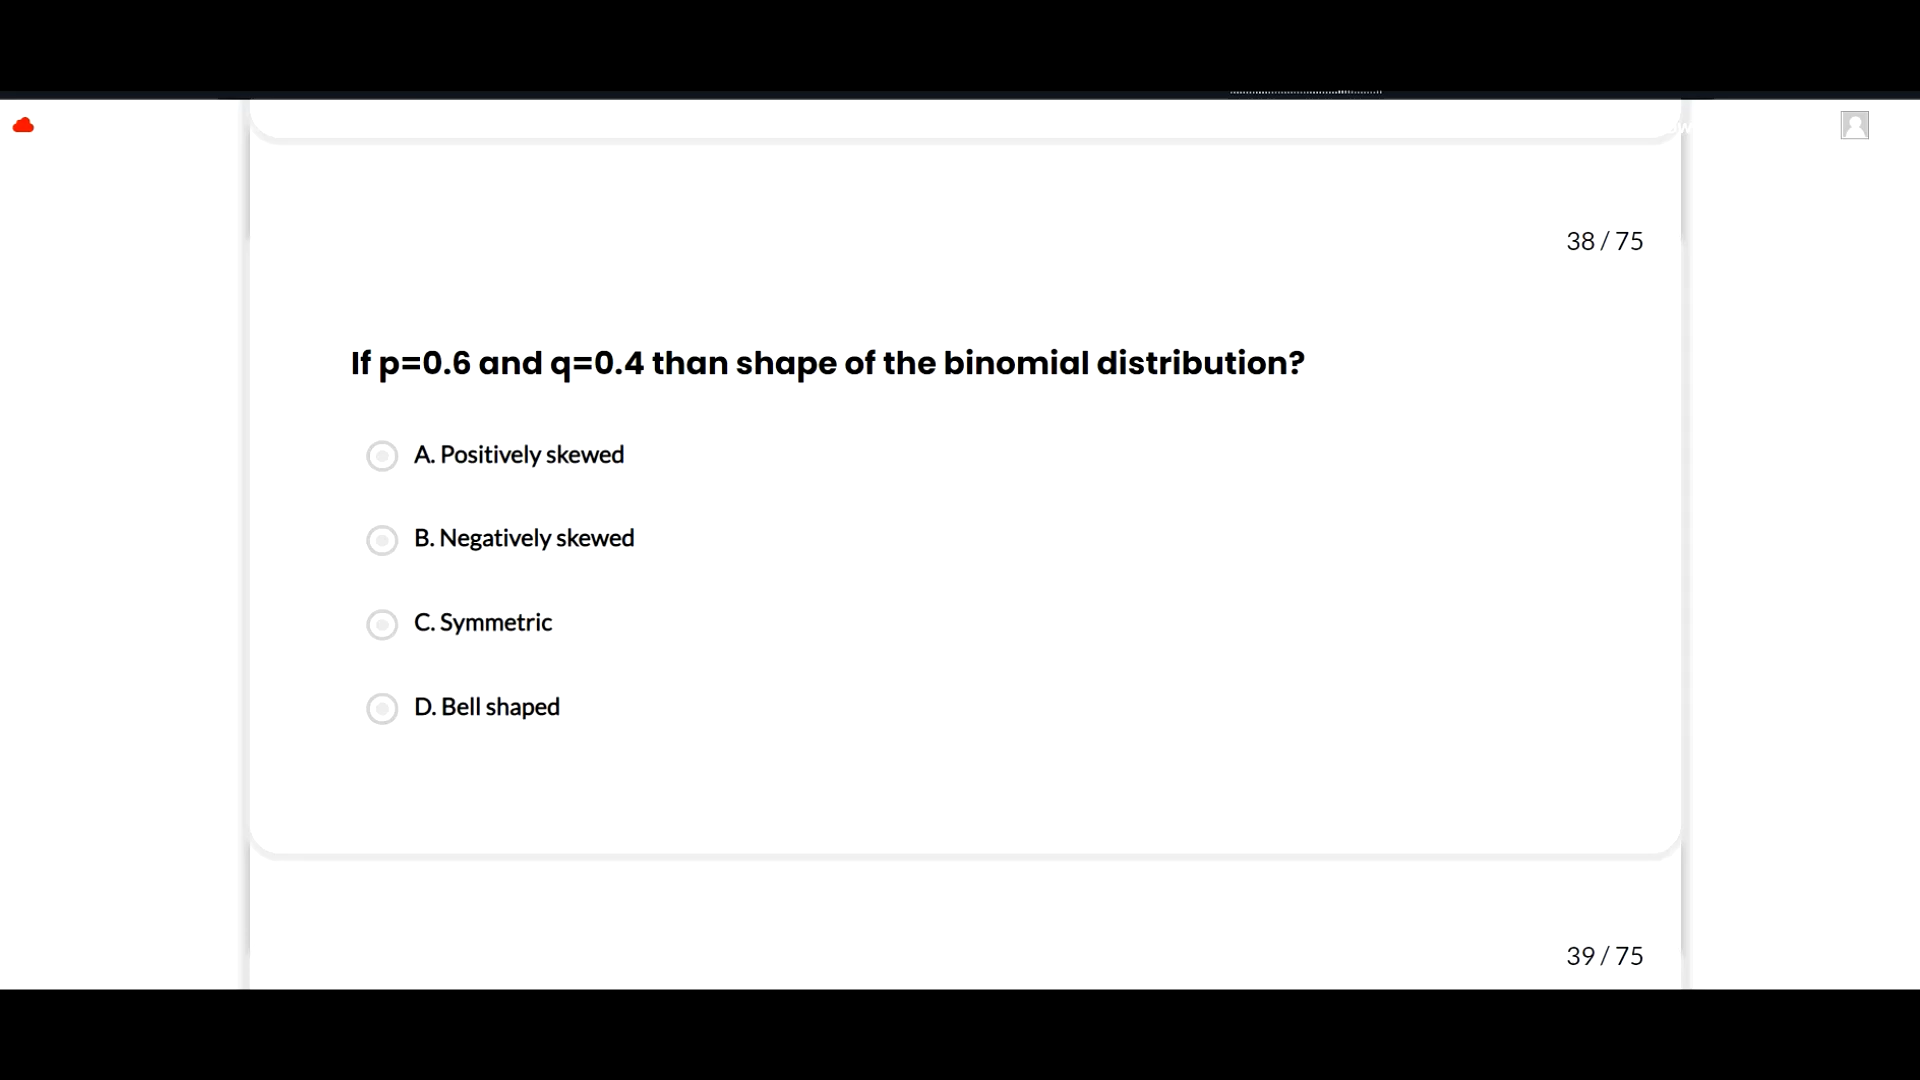 38 / 75
If p=0.6 and q=0.4 than shape of the binomial distribution?
A. Positively skewed
B. Negatively skewed
C. Symmetric
D. Bell shaped
39 / 75